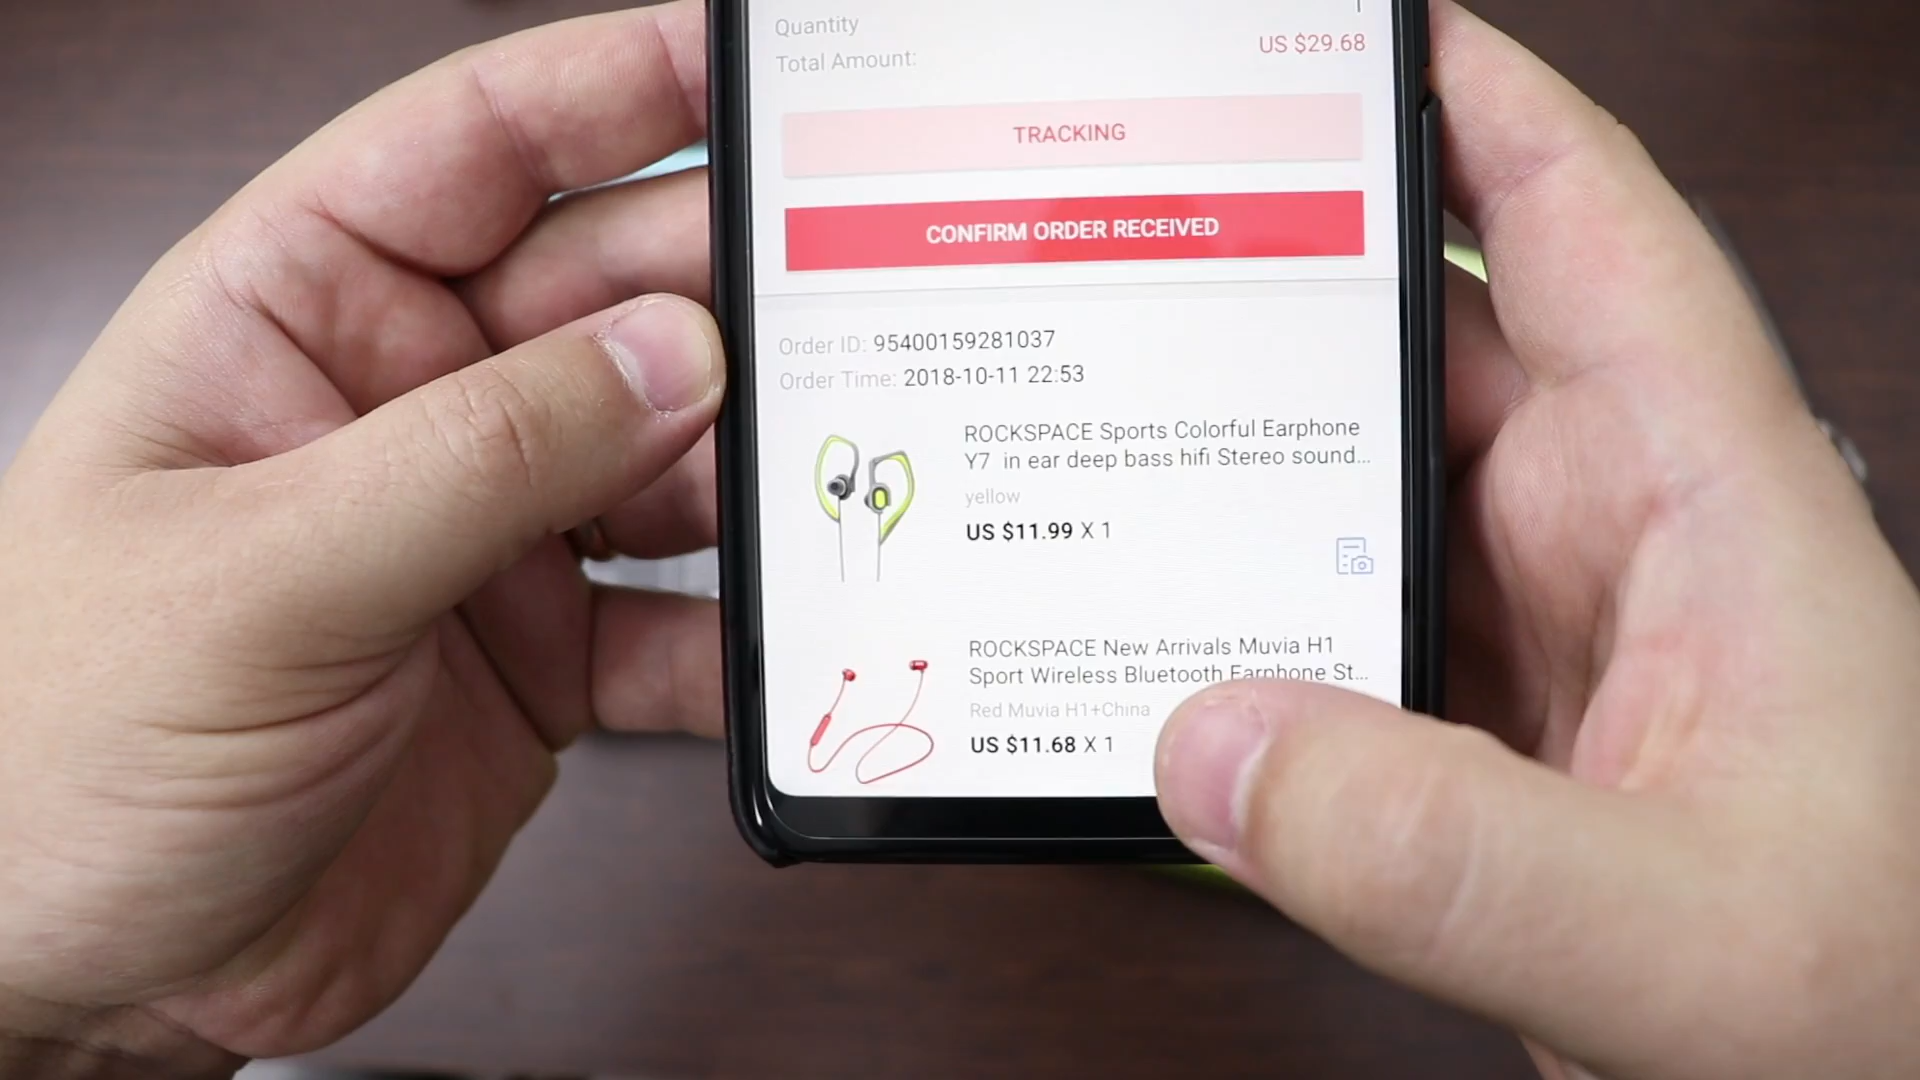 Quantity
Total Amount:
US $29.68
TRACKING
CONFIRM ORDER RECEIVED
Order ID: 95400159281037
Order Time: 2018-10-11 22:53
ROCKSPACE Sports Colorful Earphone
Y7 in ear deep bass hifi Stereo sound...
yellow
US $11.99 X 1
ROCKSPACE New Arrivals Muvia H1
Sport Wireless Bluetooth Earphone St...
Red Muvia H1+China
US $11.68 X 1